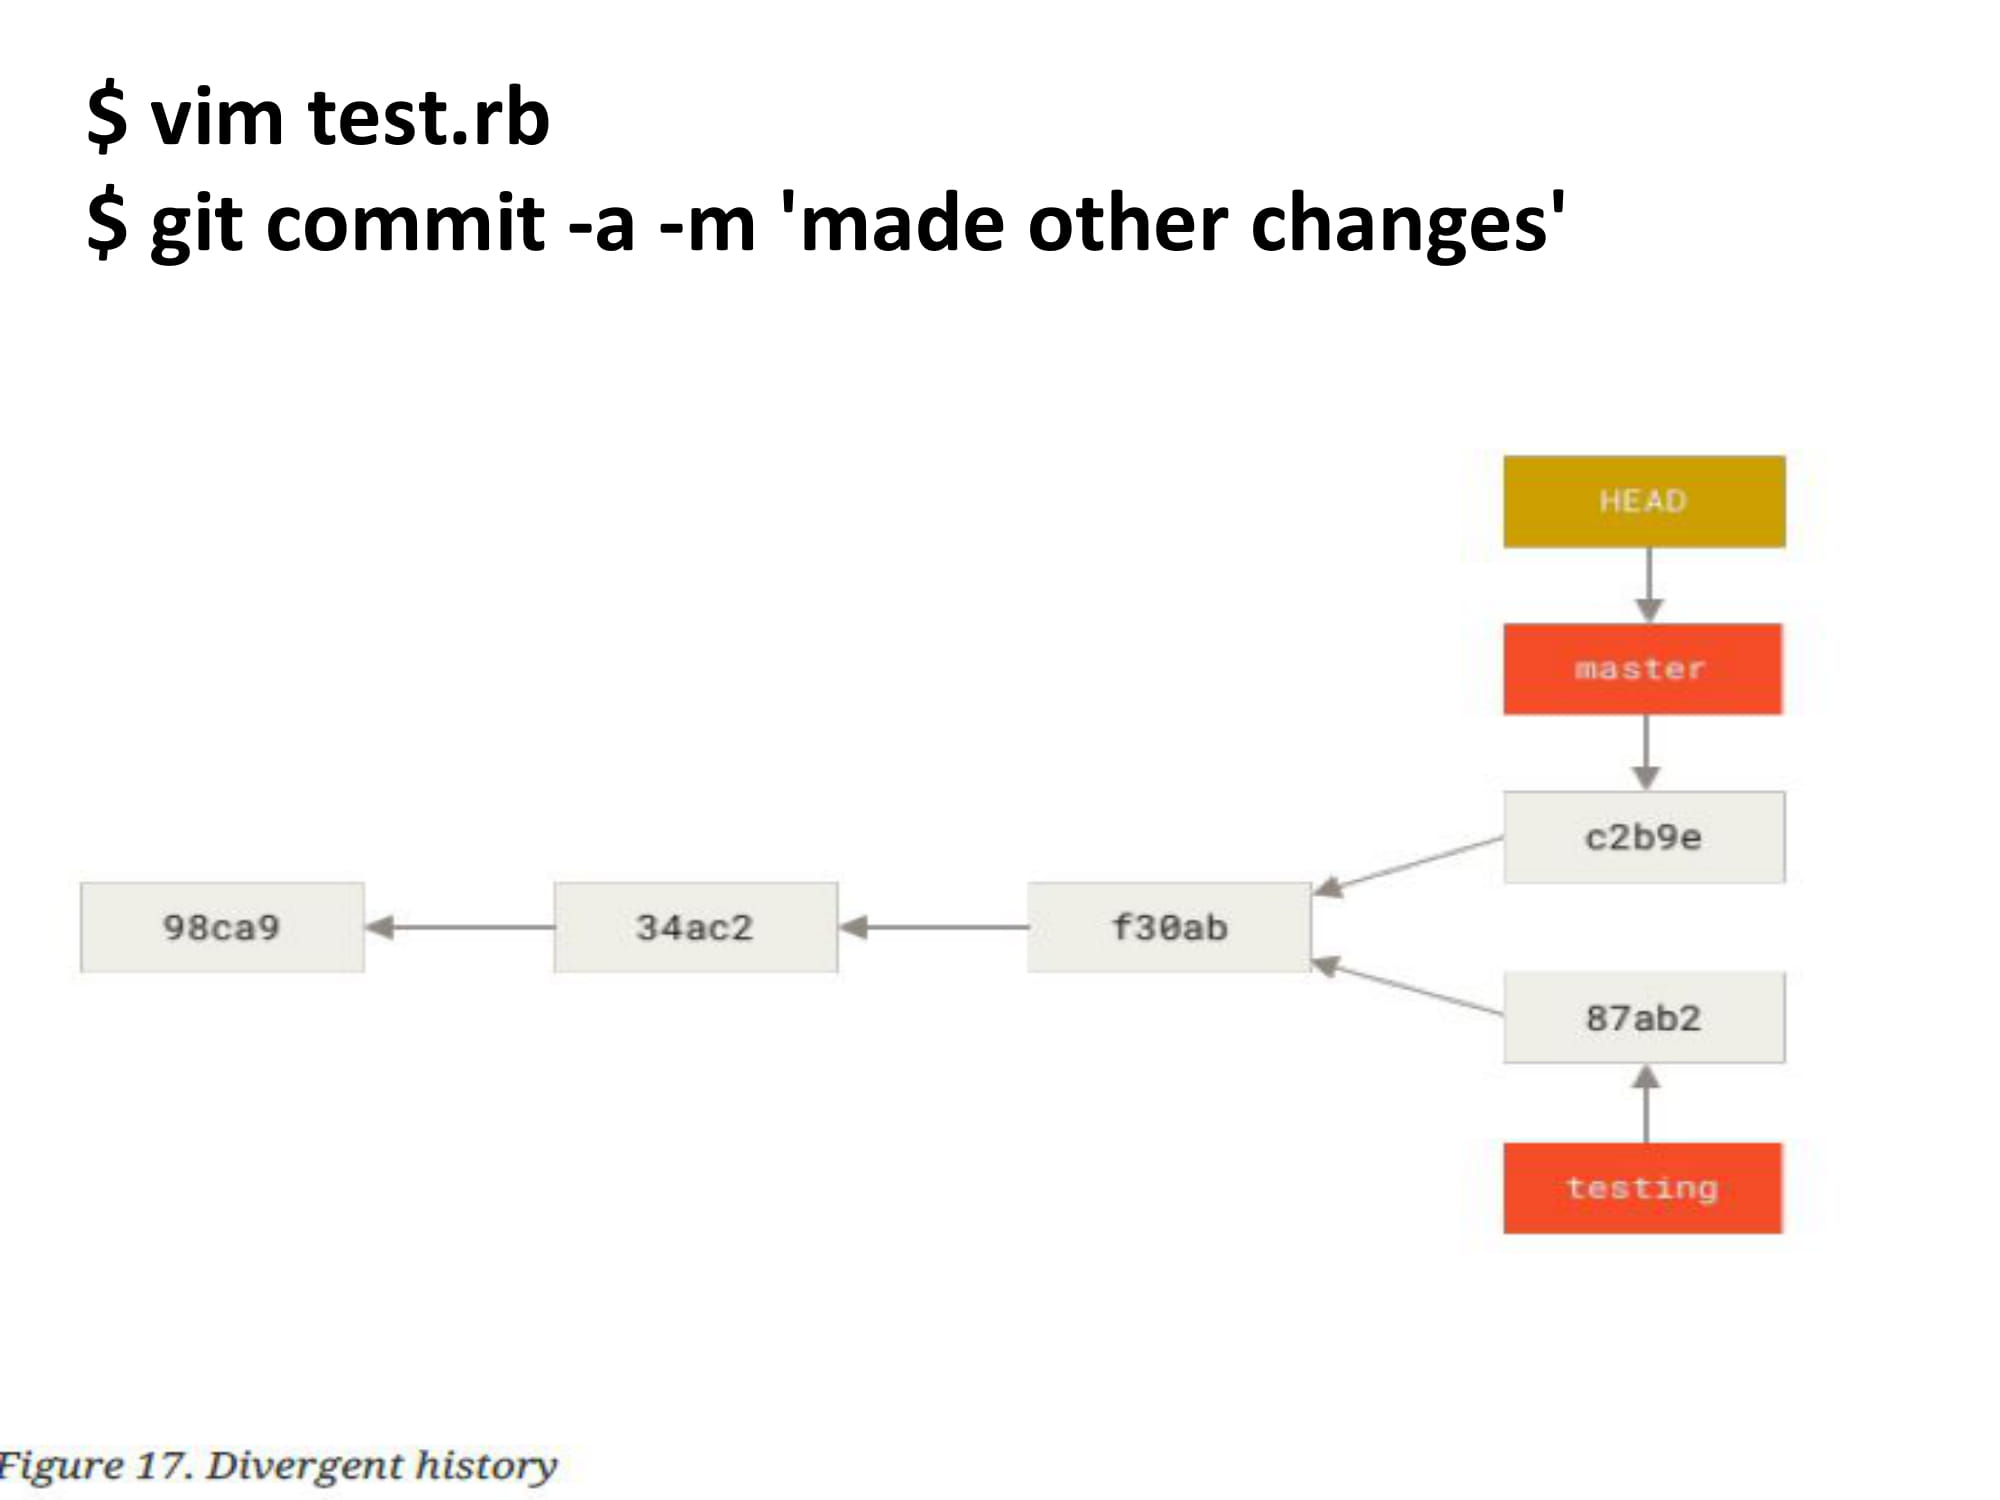 $ vim test.rb
$ git commit -a -m 'made other changes'
HEAD
master
c2b9e
98ca9 34ac2 f30ab
87ab2
testing
Figure 17. Divergent history